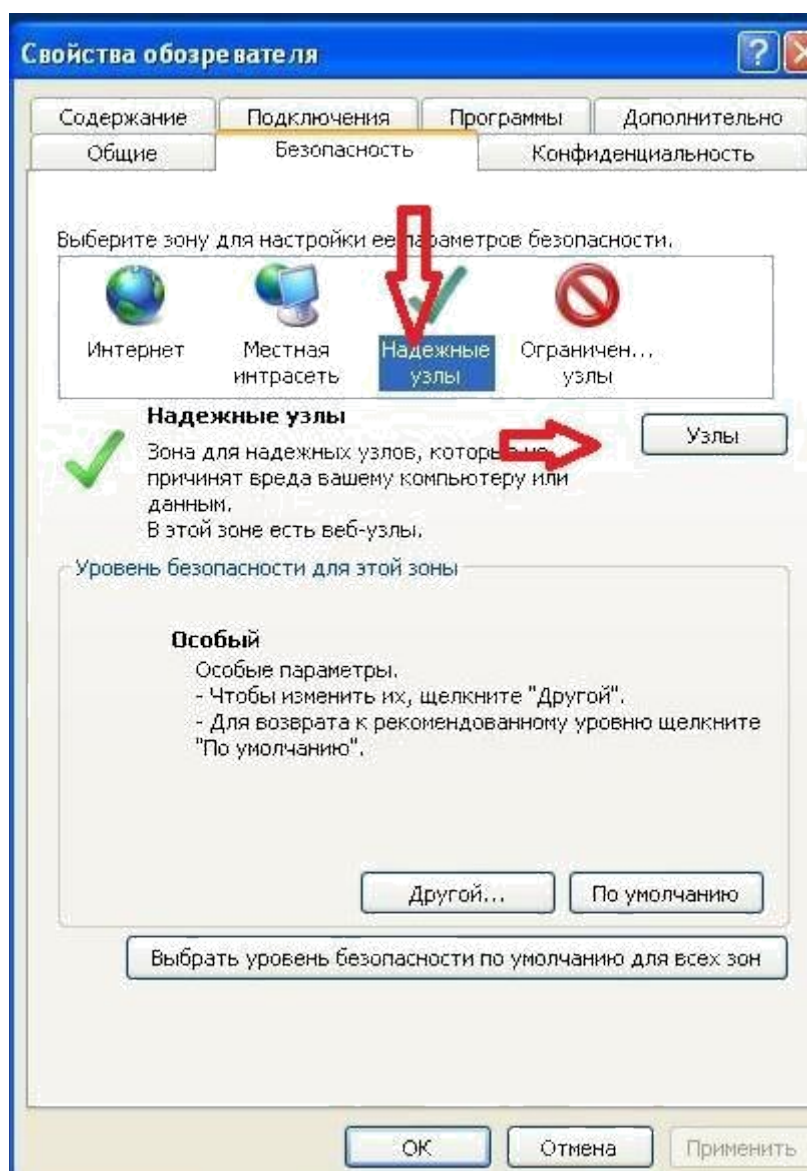 Свойства обозревателя
Содержание Подключения Программы Дополнительно
Общие Безопасность Конфиденциальность
Выберите зону для настройки ее параметров безопасности.
Интернет
Местная интрасеть
Надежные узлы
Ограничен... узлы
Надежные узлы
Узлы
Зона для надежных узлов, которые не
причинят вреда вашему компьютеру или
данным.
В этой зоне есть веб-узлы.
Уровень безопасности для этой зоны
Особый
Особые параметры.
- Чтобы изменить их, щелкните "Другой".
- Для возврата к рекомендованному уровню щелкните
"По умолчанию".
Другой... По умолчанию
Выбрать уровень безопасности по умолчанию для всех зон
ОК Отмена Применить